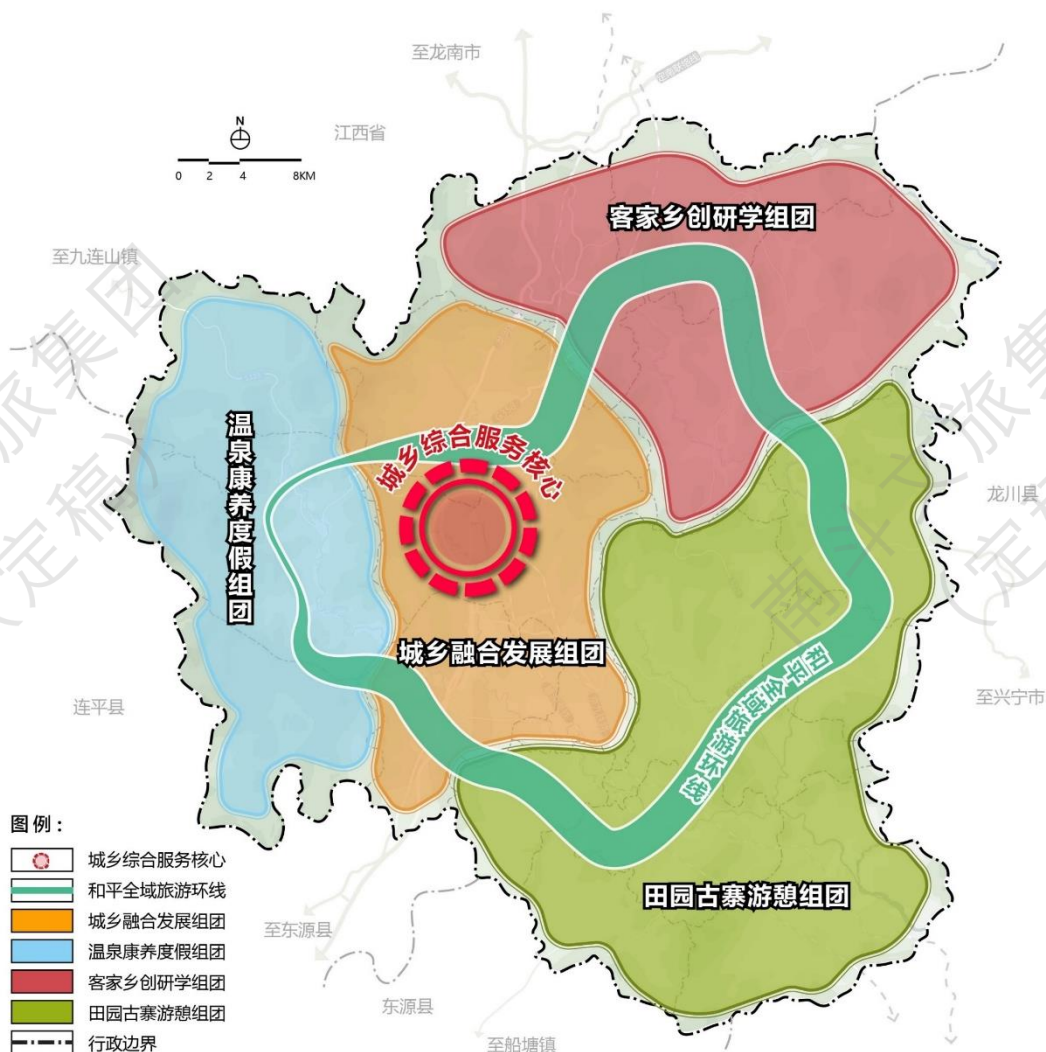 至龙南市
江西省
N
0 2 4 8KM
至九连山镇
客家乡创研学组团
温泉康养度假组团
城乡综合服务核心
龙川县
城乡融合发展组团
和平全域旅游环线
至兴宁市
连平县
田园古寨游憩组团
至东源县
东源县
至船塘镇
图例：
城乡综合服务核心
和平全域旅游环线
城乡融合发展组团
温泉康养度假组团
客家乡创研学组团
田园古寨游憩组团
行政边界
旅集团
定稿）